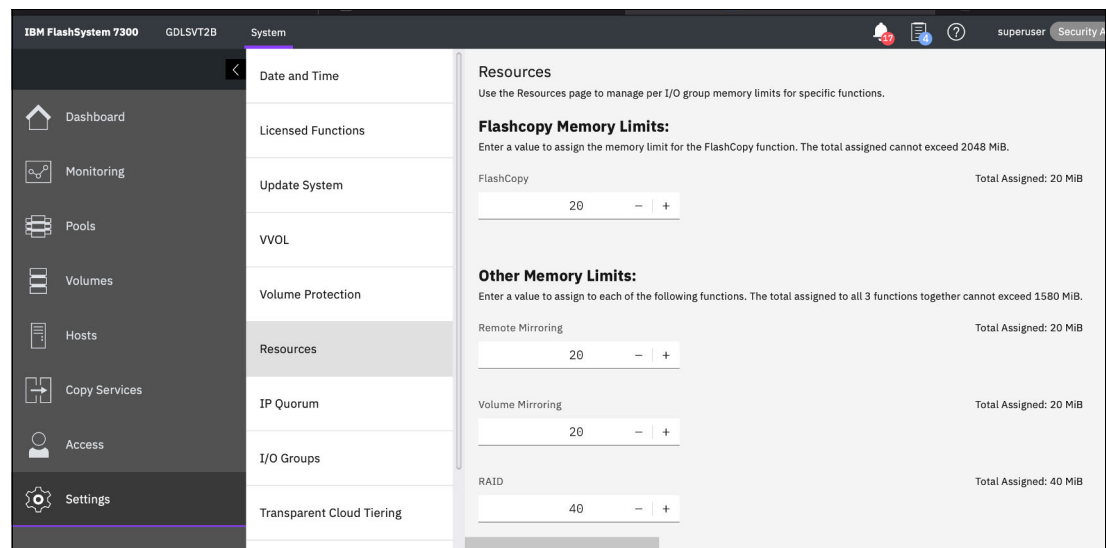 IBM FlashSystem 7300 GDLSVT2B System 17 4 superuser Security A
Dashboard
Monitoring
Pools
Volumes
Hosts
Copy Services
Access
Settings
Date and Time
Licensed Functions
Update System
VVOL
Volume Protection
Resources
IP Quorum
I/O Groups
Transparent Cloud Tiering
Resources
Use the Resources page to manage per I/O group memory limits for specific functions.
Flashcopy Memory Limits:
Enter a value to assign the memory limit for the FlashCopy function. The total assigned cannot exceed 2048 MiB.
FlashCopy Total Assigned: 20 MiB
20 − +
Other Memory Limits:
Enter a value to assign to each of the following functions. The total assigned to all 3 functions together cannot exceed 1580 MiB.
Remote Mirroring Total Assigned: 20 MiB
20 − +
Volume Mirroring Total Assigned: 20 MiB
20 − +
RAID Total Assigned: 40 MiB
40 − +